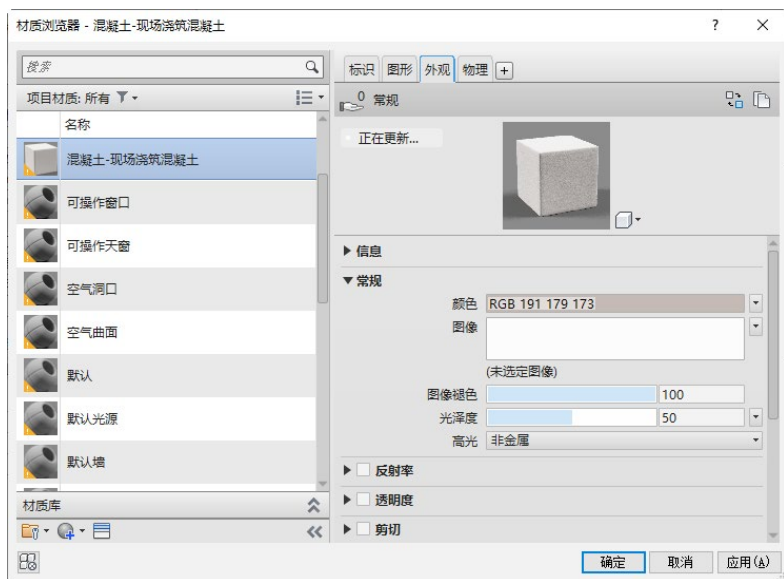 材质浏览器 - 混凝土-现场浇筑混凝土
?
搜索
标识 图形 外观 物理
项目材质: 所有
0 常规
名称
正在更新...
混凝土-现场浇筑混凝土
可操作窗口
可操作天窗
空气洞口
空气曲面
默认
默认光源
默认墙
信息
常规
颜色 RGB 191 179 173
图像
(未选定图像)
图像褪色 100
光泽度 50
高光 非金属
反射率
透明度
剪切
材质库
确定 取消 应用(A)